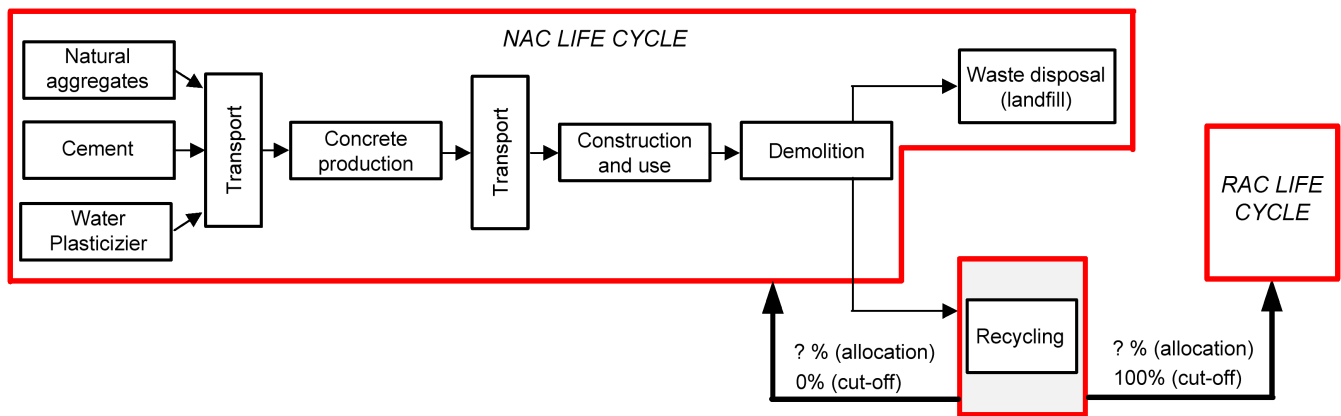 NAC LIFE CYCLE
Natural
aggregates
Cement
Water
Plasticizier
Transport
Concrete
production
Transport
Construction
and use
Demolition
Waste disposal
(landfill)
RAC LIFE
CYCLE
Recycling
? % (allocation)
0% (cut-off)
? % (allocation)
100% (cut-off)